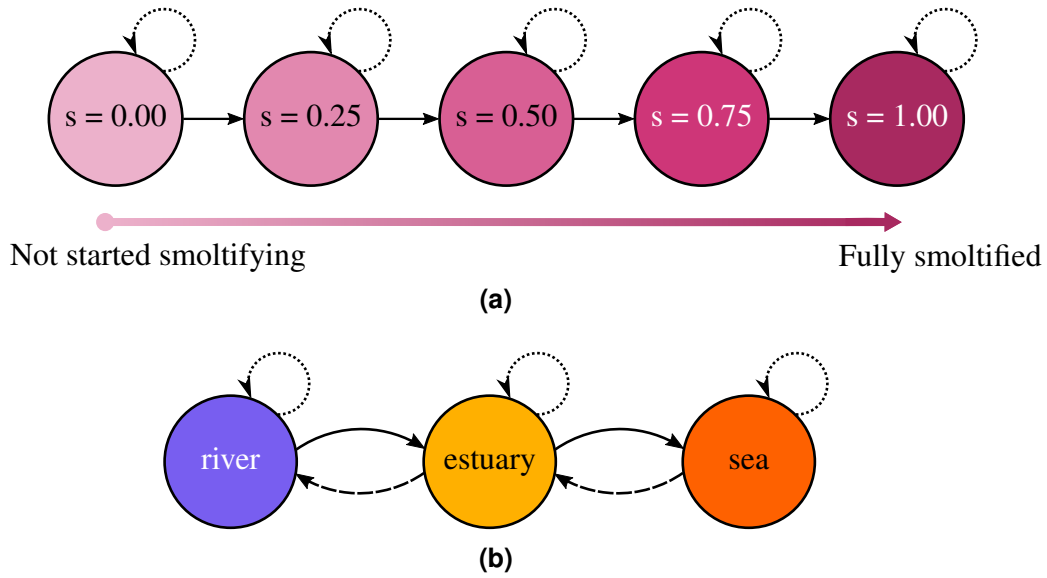 s = 0.00 s = 0.25 s = 0.50 s = 0.75 s = 1.00
Not started smoltifying Fully smoltified
(a)
river estuary sea
(b)